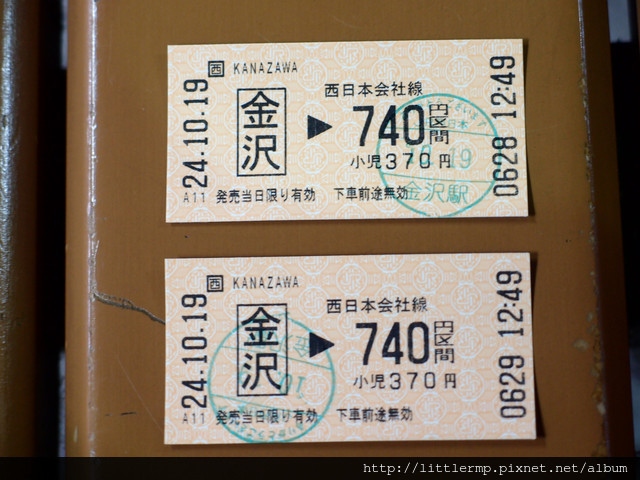 24.10.19
西 KANAZAWA
西日本会社線
金沢 ▶ 740円区間
小児370円
A11 発売当日限り有効 下車前途無効
0628 12:49
19
金沢駅
24.10.19
西 KANAZAWA
西日本会社線
金沢 ▶ 740円区間
小児370円
A11 発売当日限り有効 下車前途無効
0629 12:49
10
http://littlermp.pixnet.net/album